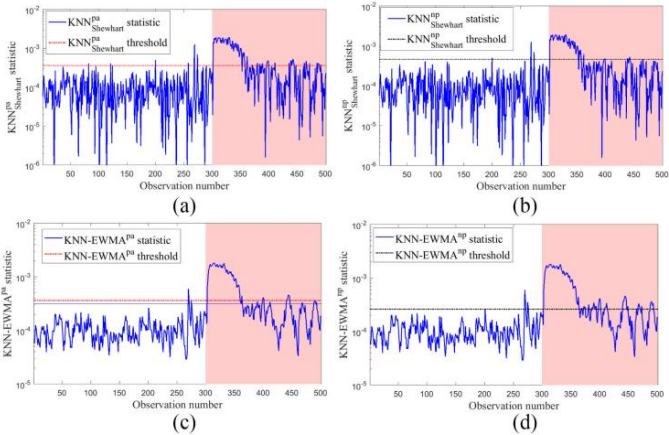 10^-2
KNN^pa_Shewhart statistic
KNN^pa_Shewhart threshold
10^-3
10^-4
10^-5
10^-6
KNN^pa_Shewhart statistic
50 100 150 200 250 300 350 400 450 500
Observation number
(a)
10^-2
KNN^np_Shewhart statistic
KNN^np_Shewhart threshold
10^-3
10^-4
10^-5
10^-6
KNN^np_Shewhart statistic
50 100 150 200 250 300 350 400 450 500
Observation number
(b)
10^-2
KNN-EWMA^pa statistic
KNN-EWMA^pa threshold
10^-3
10^-4
10^-5
KNN-EWMA^pa statistic
50 100 150 200 250 300 350 400 450 500
Observation number
(c)
10^-2
KNN-EWMA^np statistic
KNN-EWMA^np threshold
10^-3
10^-4
10^-5
KNN-EWMA^np statistic
50 100 150 200 250 300 350 400 450 500
Observation number
(d)